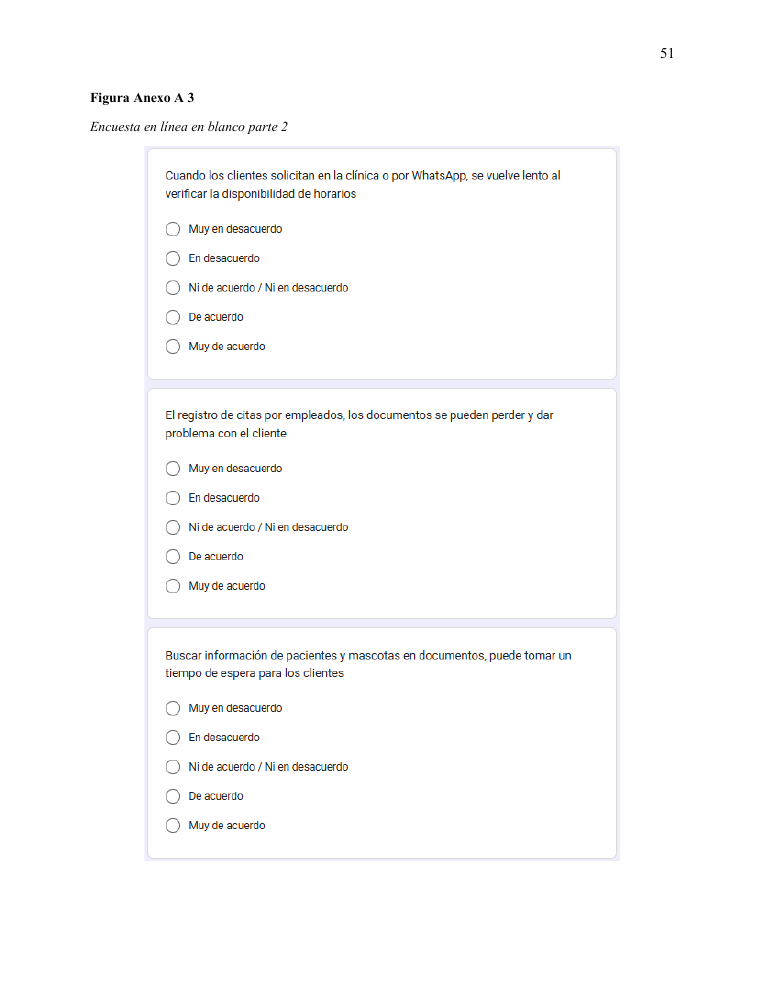 51
Figura Anexo A 3
Encuesta en línea en blanco parte 2
Cuando los clientes solicitan en la clínica o por WhatsApp, se vuelve lento al
verificar la disponibilidad de horarios
Muy en desacuerdo
En desacuerdo
Ni de acuerdo / Ni en desacuerdo
De acuerdo
Muy de acuerdo
El registro de citas por empleados, los documentos se pueden perder y dar
problema con el cliente
Muy en desacuerdo
En desacuerdo
Ni de acuerdo / Ni en desacuerdo
De acuerdo
Muy de acuerdo
Buscar información de pacientes y mascotas en documentos, puede tomar un
tiempo de espera para los clientes
Muy en desacuerdo
En desacuerdo
Ni de acuerdo / Ni en desacuerdo
De acuerdo
Muy de acuerdo